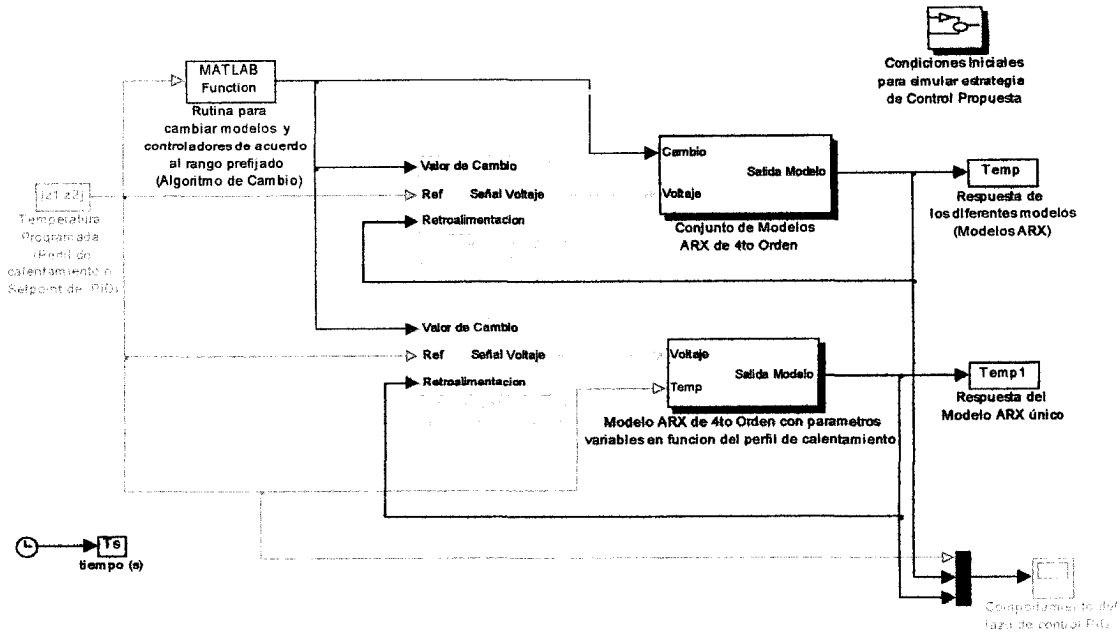 Condiciones Iniciales
para simular estrategia
de Control Propuesta
MATLAB
Function
Rutina para
cambiar modelos y
controladores de acuerdo
al rango prefijado
(Algoritmo de Cambio)
[z1 z2]
Temperatura
Programada
(Perfil de
calentamiento o
Setpoint del PID)
Valor de Cambio
Ref
Señal Voltaje
Retroalimentacion
Cambio
Voltaje
Salida Modelo
Conjunto de Modelos
ARX de 4to Orden
Temp
Respuesta de
los diferentes modelos
(Modelos ARX)
Valor de Cambio
Ref
Señal Voltaje
Retroalimentacion
Voltaje
Temp
Salida Modelo
Modelo ARX de 4to Orden con parametros
variables en funcion del perfil de calentamiento
Temp1
Respuesta del
Modelo ARX único
Ts
tiempo (s)
Comportamiento del
lazo de control PID